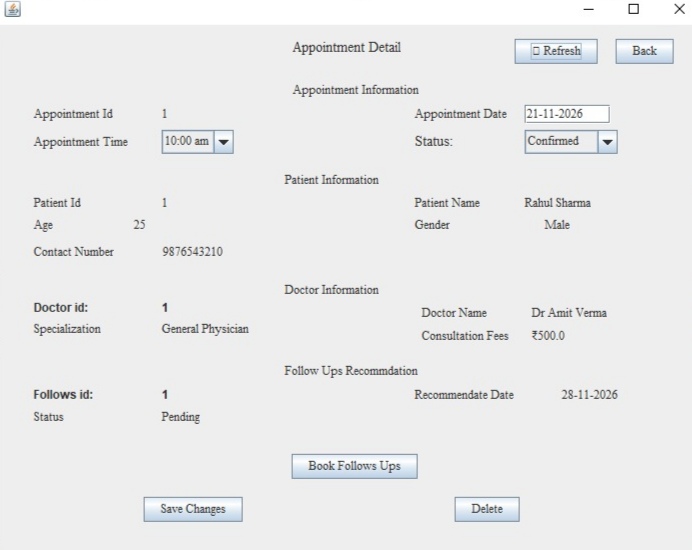 Appointment Detail Refresh Back
Appointment Information
Appointment Id 1 Appointment Date 21-11-2026
Appointment Time 10:00 am Status: Confirmed
Patient Information
Patient Id 1 Patient Name Rahul Sharma
Age 25 Gender Male
Contact Number 9876543210
Doctor Information
Doctor id: 1 Doctor Name Dr Amit Verma
Specialization General Physician Consultation Fees ₹500.0
Follow Ups Recommdation
Follows id: 1 Recommendate Date 28-11-2026
Status Pending
Book Follows Ups
Save Changes Delete